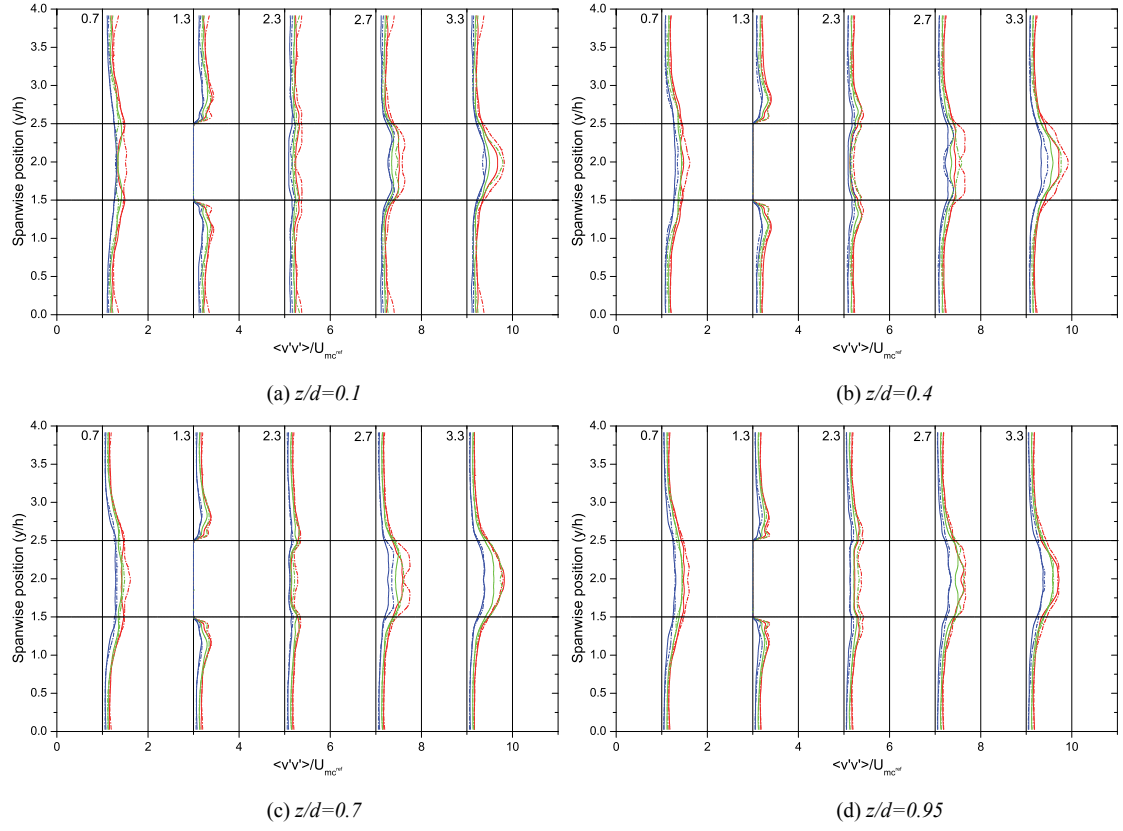 0.7 1.3 2.3 2.7 3.3
4.0
3.5
3.0
2.5
2.0
1.5
1.0
0.5
0.0
Spanwise position (y/h)
0 2 4 6 8 10
<v'v'>/U_mc^ref
(a) z/d=0.1
0.7 1.3 2.3 2.7 3.3
4.0
3.5
3.0
2.5
2.0
1.5
1.0
0.5
0.0
Spanwise position (y/h)
0 2 4 6 8 10
<v'v'>/U_mc^ref
(b) z/d=0.4
0.7 1.3 2.3 2.7 3.3
4.0
3.5
3.0
2.5
2.0
1.5
1.0
0.5
0.0
Spanwise position (y/h)
0 2 4 6 8 10
<v'v'>/U_mc^ref
(c) z/d=0.7
0.7 1.3 2.3 2.7 3.3
4.0
3.5
3.0
2.5
2.0
1.5
1.0
0.5
0.0
Spanwise position (y/h)
0 2 4 6 8 10
<v'v'>/U_mc^ref
(d) z/d=0.95